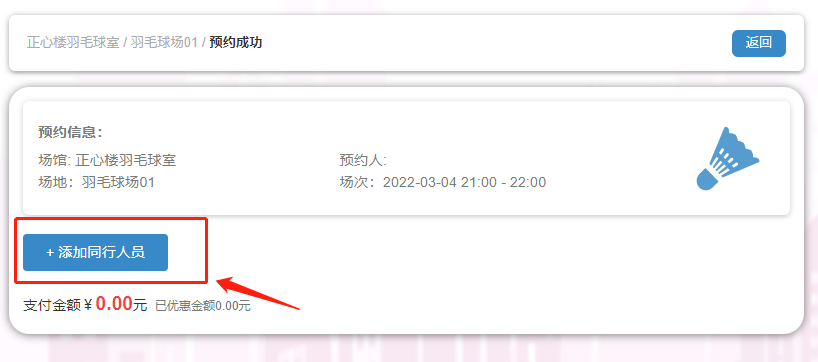 正心楼羽毛球室 / 羽毛球场01 / 预约成功
返回
预约信息：
场馆: 正心楼羽毛球室
预约人:
场地：羽毛球场01
场次：2022-03-04 21:00 - 22:00
+ 添加同行人员
支付金额￥0.00元 已优惠金额0.00元